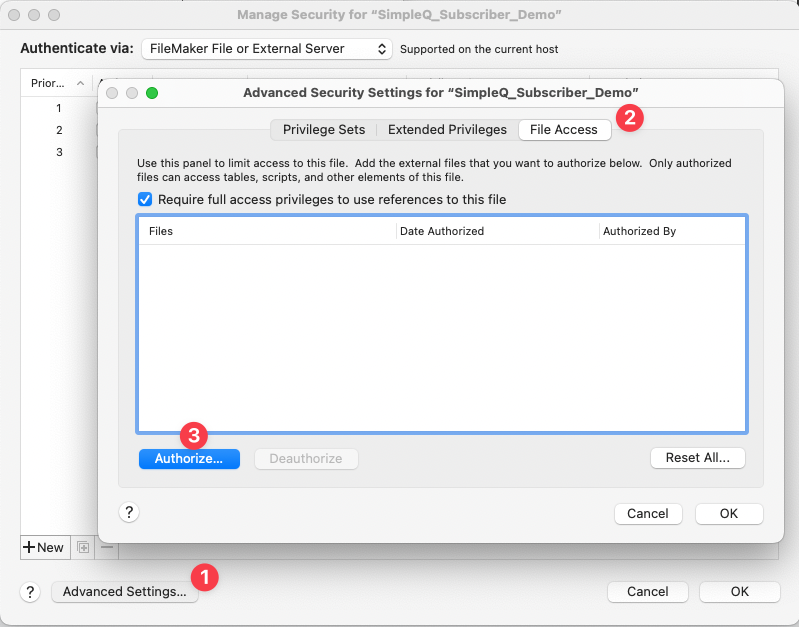 Manage Security for “SimpleQ_Subscriber_Demo”
Authenticate via: FileMaker File or External Server Supported on the current host
Prior...
1
2
3
Advanced Security Settings for “SimpleQ_Subscriber_Demo”
Privilege Sets Extended Privileges File Access 2
Use this panel to limit access to this file. Add the external files that you want to authorize below. Only authorized
files can access tables, scripts, and other elements of this file.
Require full access privileges to use references to this file
Files Date Authorized Authorized By
3
Authorize... Deauthorize Reset All...
? Cancel OK
+ New
1
? Advanced Settings... Cancel OK